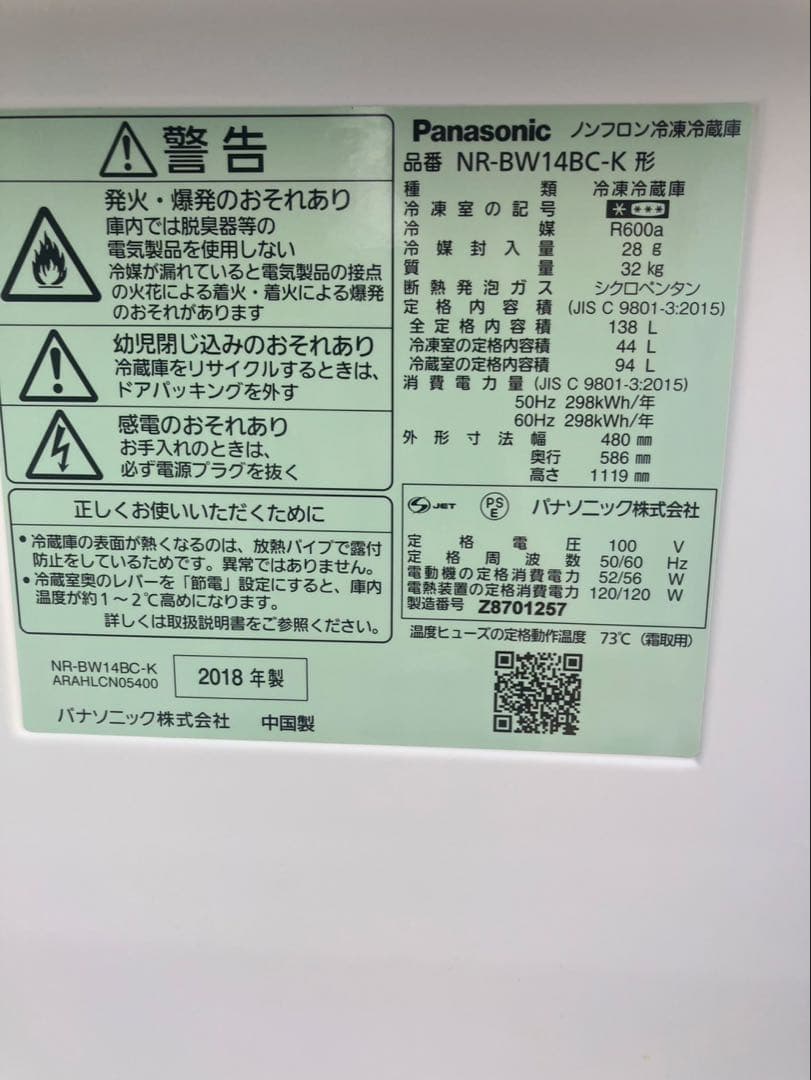 警告
発火・爆発のおそれあり
庫内では脱臭器等の
電気製品を使用しない
冷媒が漏れていると電気製品の接点
の火花による着火・着火による爆発
のおそれがあります
幼児閉じ込めのおそれあり
冷蔵庫をリサイクルするときは、
ドアパッキングを外す
感電のおそれあり
お手入れのときは、
必ず電源プラグを抜く
正しくお使いいただくために
•冷蔵庫の表面が熱くなるのは、放熱パイプで露付
防止をしているためです。異常ではありません。
•冷蔵室奥のレバーを「節電」設定にすると、庫内
温度が約1～2℃高めになります。
詳しくは取扱説明書をご参照ください。
NR-BW14BC-K
ARAHLCN05400
2018 年製
パナソニック株式会社 中国製
Panasonic ノンフロン冷凍冷蔵庫
品番 NR-BW14BC-K 形
種類 冷凍冷蔵庫
冷凍室の記号
冷媒 R600a
冷媒封入量 28 g
質量 32 kg
断熱発泡ガス シクロペンタン
定格内容積 (JIS C 9801-3:2015)
全定格内容積 138 L
冷凍室の定格内容積 44 L
冷蔵室の定格内容積 94 L
消費電力量 (JIS C 9801-3:2015)
50Hz 298kWh/年
60Hz 298kWh/年
外形寸法 幅 480 ㎜
奥行 586 ㎜
高さ 1119 ㎜
S JET PS E パナソニック株式会社
定格電圧 100 V
定格周波数 50/60 Hz
電動機の定格消費電力 52/56 W
電熱装置の定格消費電力 120/120 W
製造番号 Z8701257
温度ヒューズの定格動作温度 73℃（霜取用）